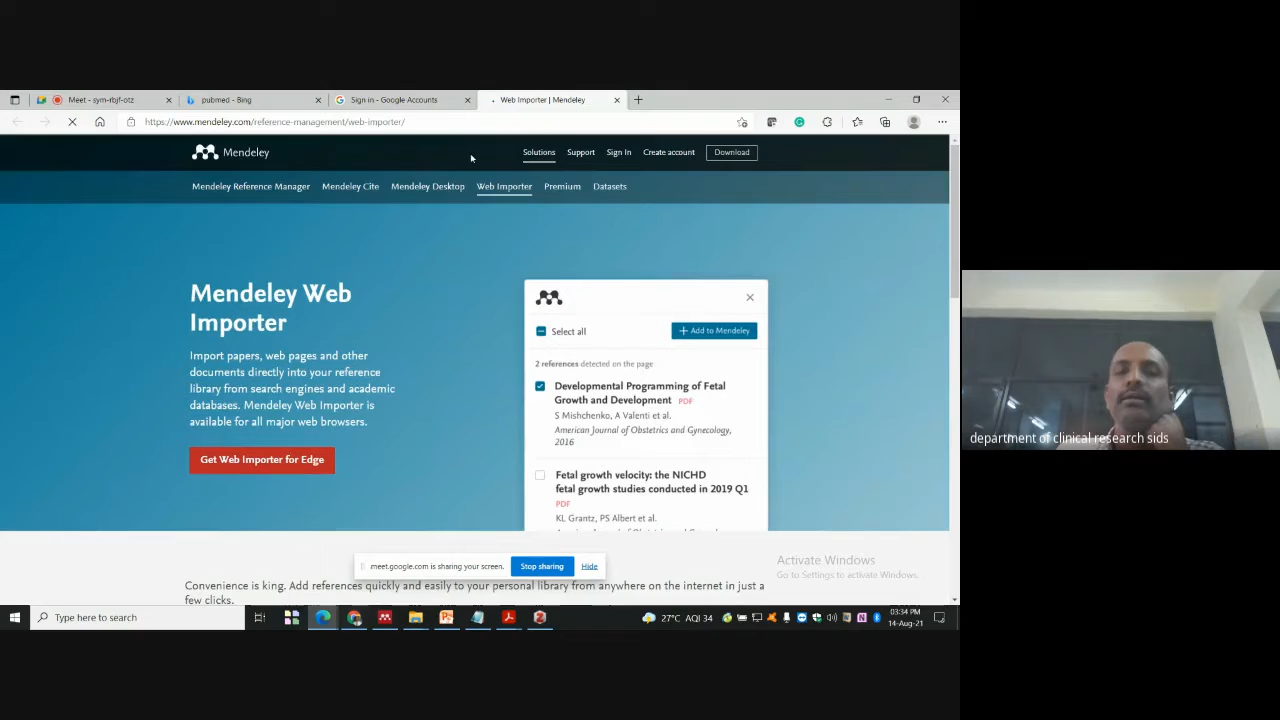 Meet - sym-rbjf-otz
pubmed - Bing
Sign in - Google Accounts
Web Importer | Mendeley
https://www.mendeley.com/reference-management/web-importer/
Mendeley
Solutions Support Sign In Create account Download
Mendeley Reference Manager Mendeley Cite Mendeley Desktop Web Importer Premium Datasets
Mendeley Web
Importer
Import papers, web pages and other
documents directly into your reference
library from search engines and academic
databases. Mendeley Web Importer is
available for all major web browsers.
Get Web Importer for Edge
Select all
+ Add to Mendeley
2 references detected on the page
Developmental Programming of Fetal
Growth and Development PDF
S Mishchenko, A Valenti et al.
American Journal of Obstetrics and Gynecology,
2016
Fetal growth velocity: the NICHD
fetal growth studies conducted in 2019 Q1
PDF
KL Grantz, PS Albert et al.
department of clinical research sids
meet.google.com is sharing your screen. Stop sharing Hide
Activate Windows
Go to Settings to activate Windows.
Convenience is king. Add references quickly and easily to your personal library from anywhere on the internet in just a
few clicks.
Type here to search
27°C AQI 34
03:34 PM
14-Aug-21